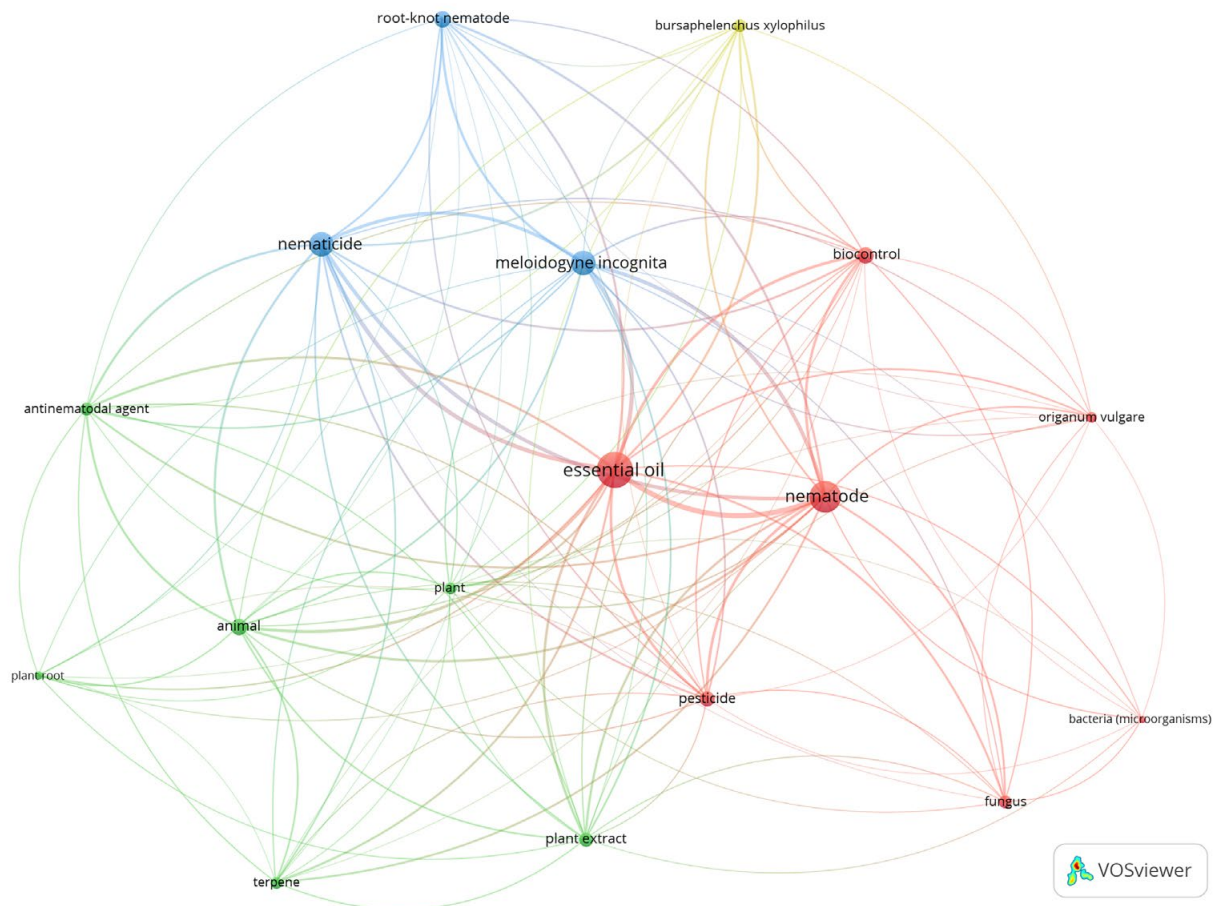 root-knot nematode
bursaphelenchus xylophilus
nematicide
meloidogyne incognita
biocontrol
antinematodal agent
origanum vulgare
essential oil
nematode
plant
animal
plant root
pesticide
bacteria (microorganisms)
fungus
plant extract
terpene
VOSviewer